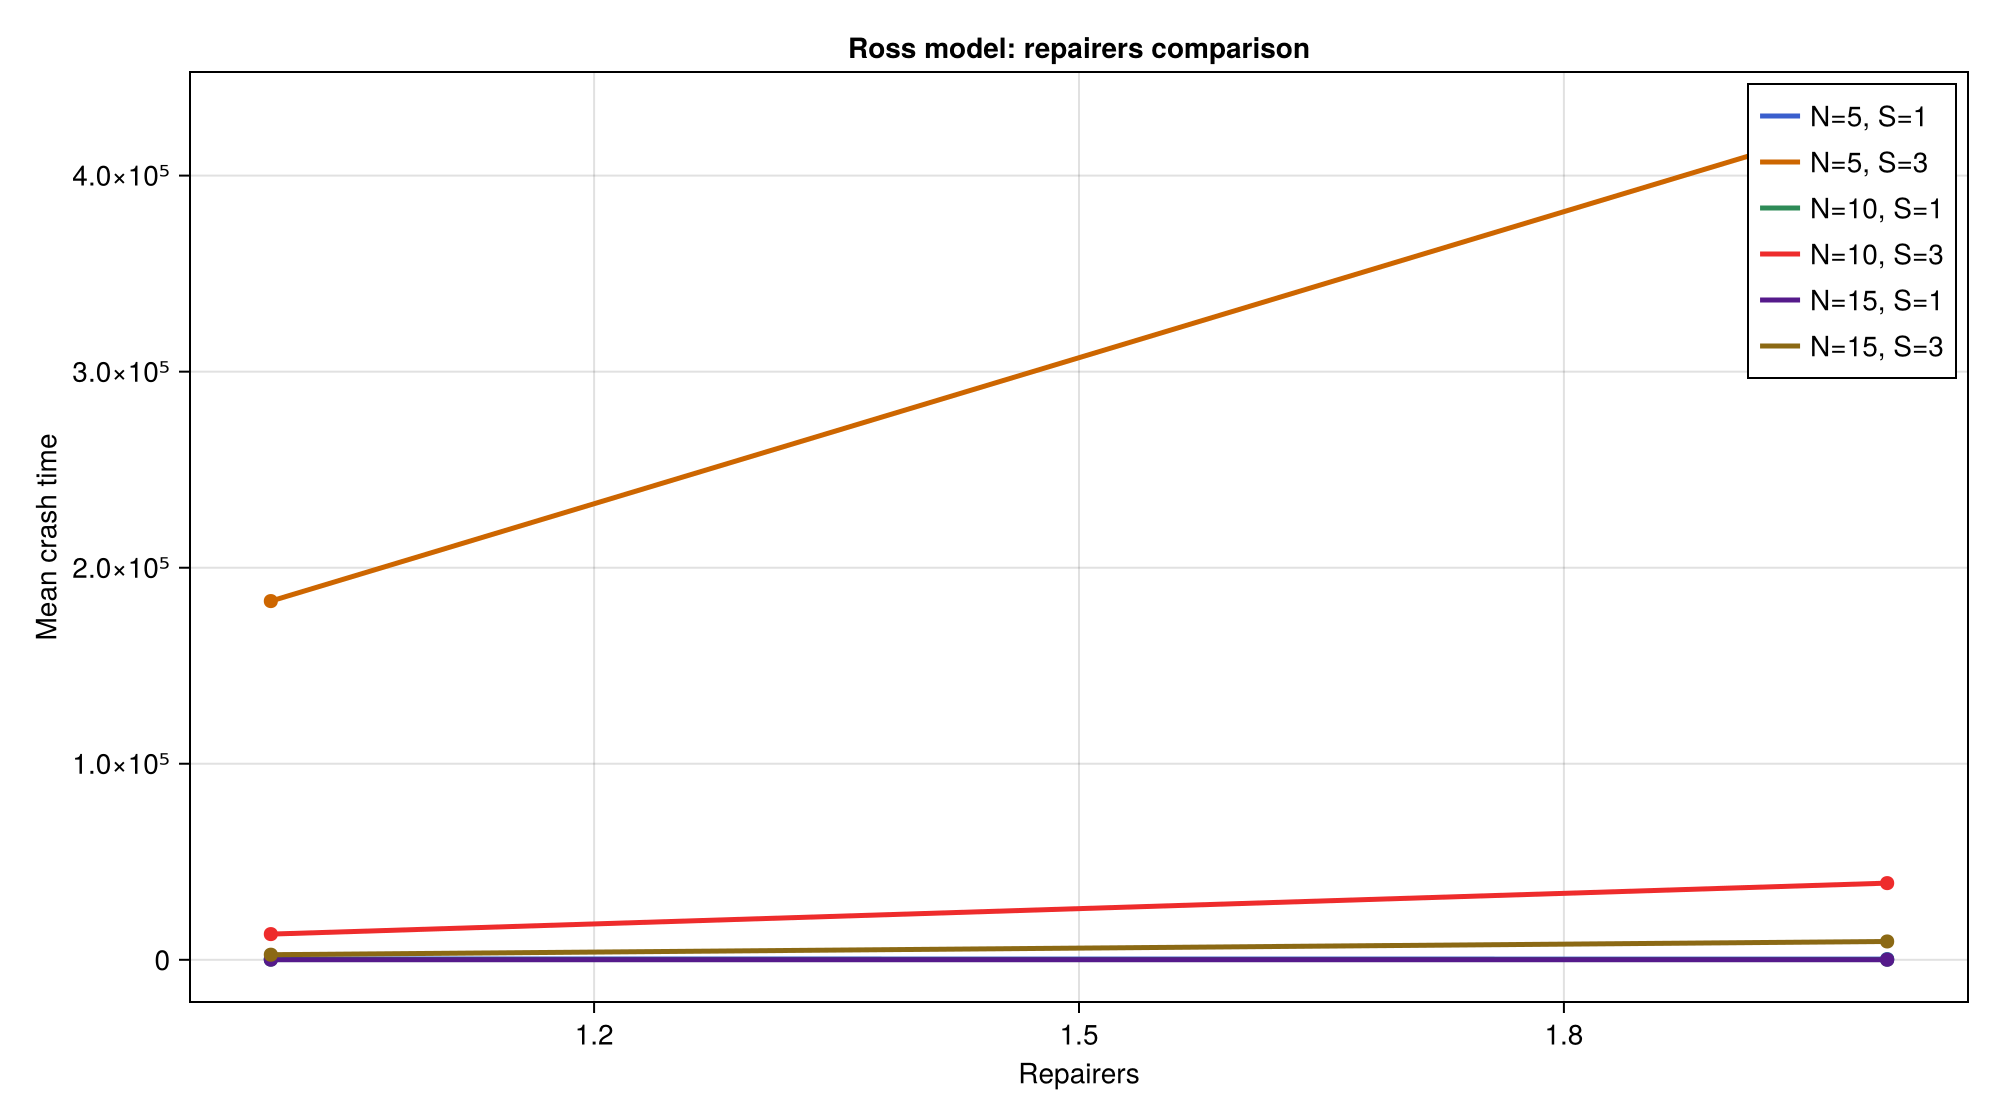 Ross model: repairers comparison
N=5, S=1
N=5, S=3
N=10, S=1
N=10, S=3
N=15, S=1
N=15, S=3
4.0×10⁵
3.0×10⁵
2.0×10⁵
1.0×10⁵
0
Mean crash time
1.2 1.5 1.8
Repairers